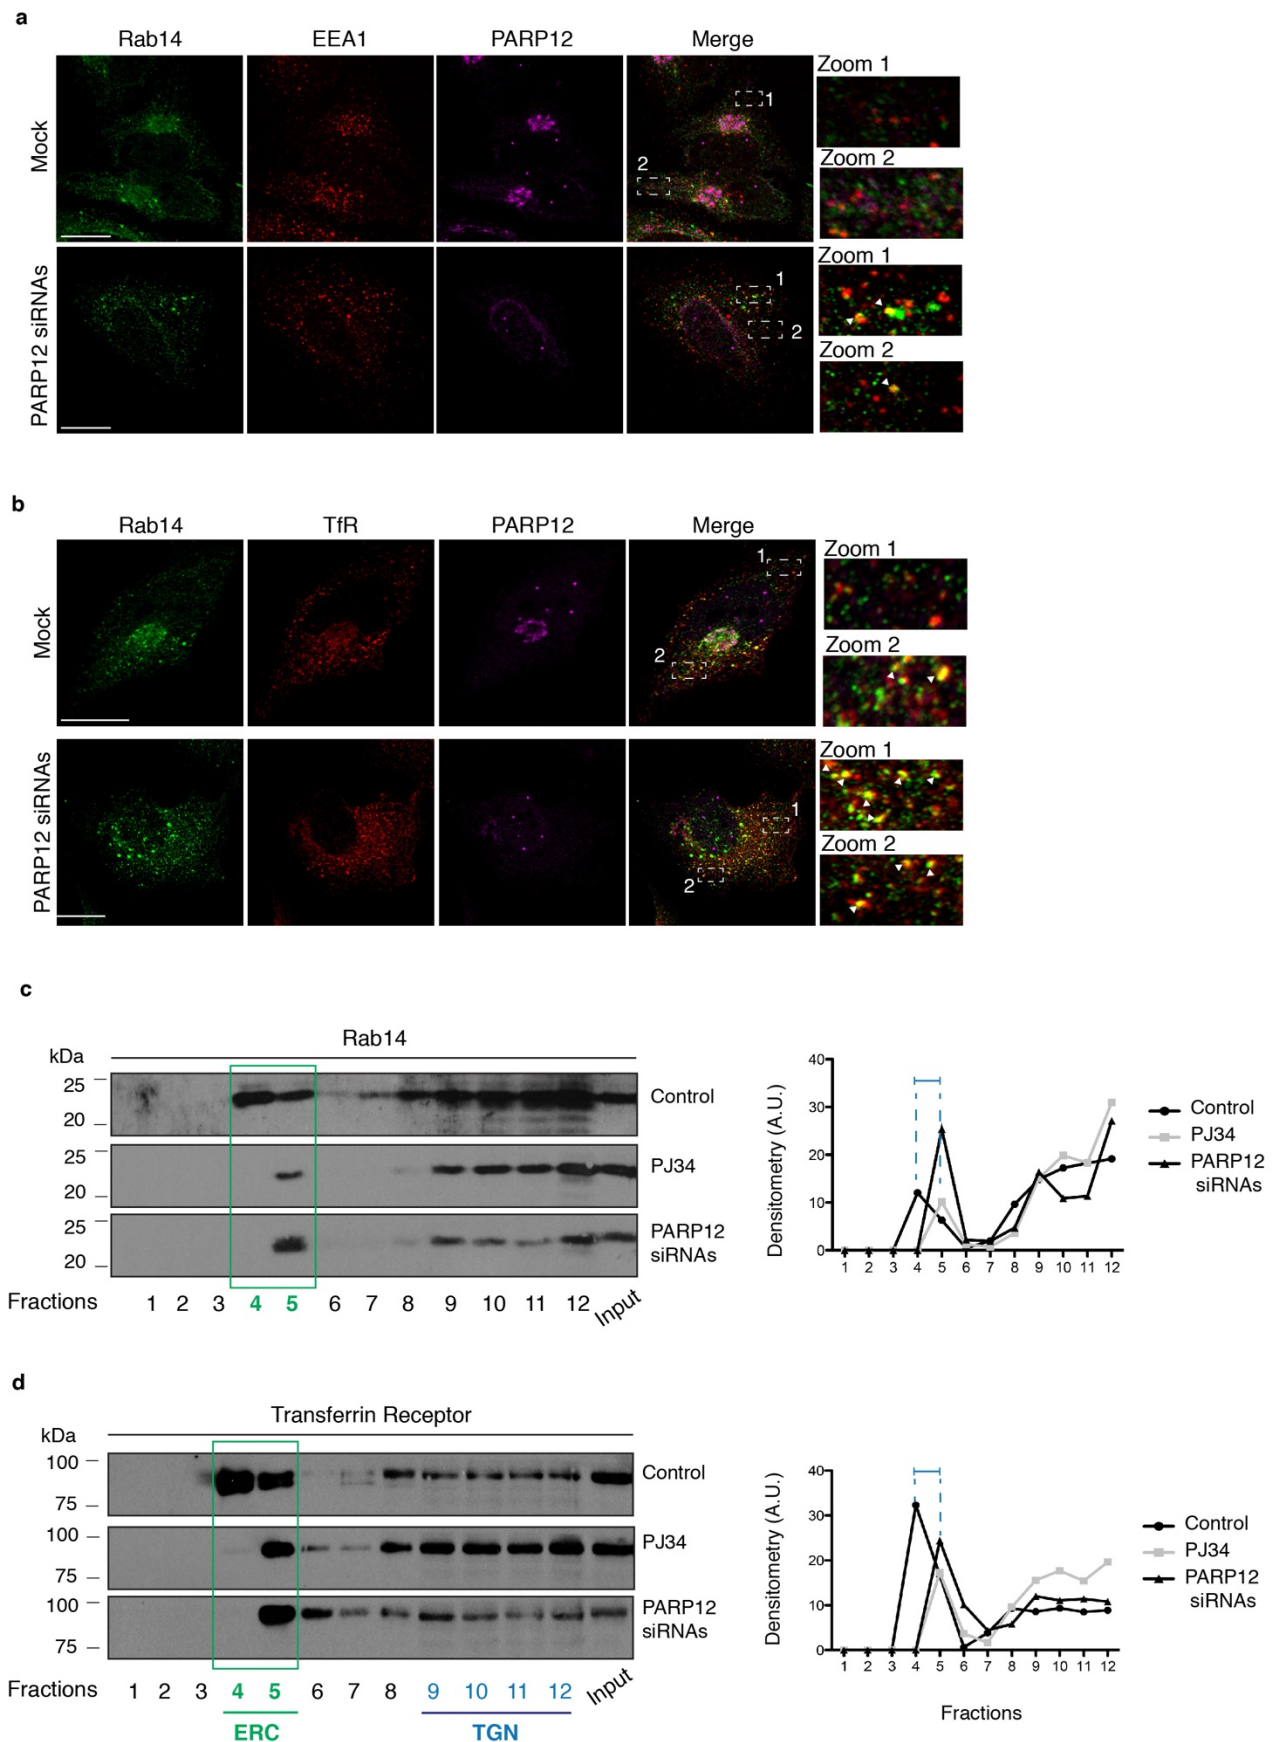 a
Rab14 EEA1 PARP12 Merge
Mock
1
2
Zoom 1
Zoom 2
PARP12 siRNAs
1
2
Zoom 1
Zoom 2
b
Rab14 TfR PARP12 Merge
Mock
1
2
Zoom 1
Zoom 2
PARP12 siRNAs
1
2
Zoom 1
Zoom 2
c
Rab14
kDa
25
20
Control
25
20
PJ34
25
20
PARP12
siRNAs
Fractions 1 2 3 4 5 6 7 8 9 10 11 12 Input
Densitometry (A.U.)
40
30
20
10
0
1 2 3 4 5 6 7 8 9 10 11 12
Control
PJ34
PARP12
siRNAs
d
Transferrin Receptor
kDa
100
75
Control
100
75
PJ34
100
75
PARP12
siRNAs
Fractions 1 2 3 4 5 6 7 8 9 10 11 12 Input
ERC TGN
Densitometry (A.U.)
40
30
20
10
0
1 2 3 4 5 6 7 8 9 10 11 12
Fractions
Control
PJ34
PARP12
siRNAs